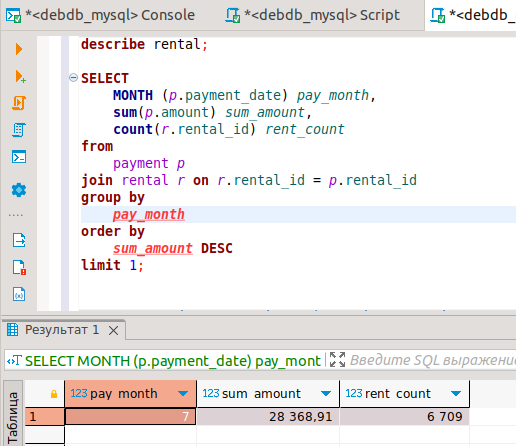 *<debdb_mysql> Console
*<debdb_mysql> Script
*<debdb_
describe rental;
SELECT
MONTH (p.payment_date) pay_month,
sum(p.amount) sum_amount,
count(r.rental_id) rent_count
from
payment p
join rental r on r.rental_id = p.rental_id
group by
pay_month
order by
sum_amount DESC
limit 1;
Результат 1
SELECT MONTH (p.payment_date) pay_mont
Введите SQL выражение
Таблица
123 pay_month
123 sum_amount
123 rent_count
1
7
28 368,91
6 709